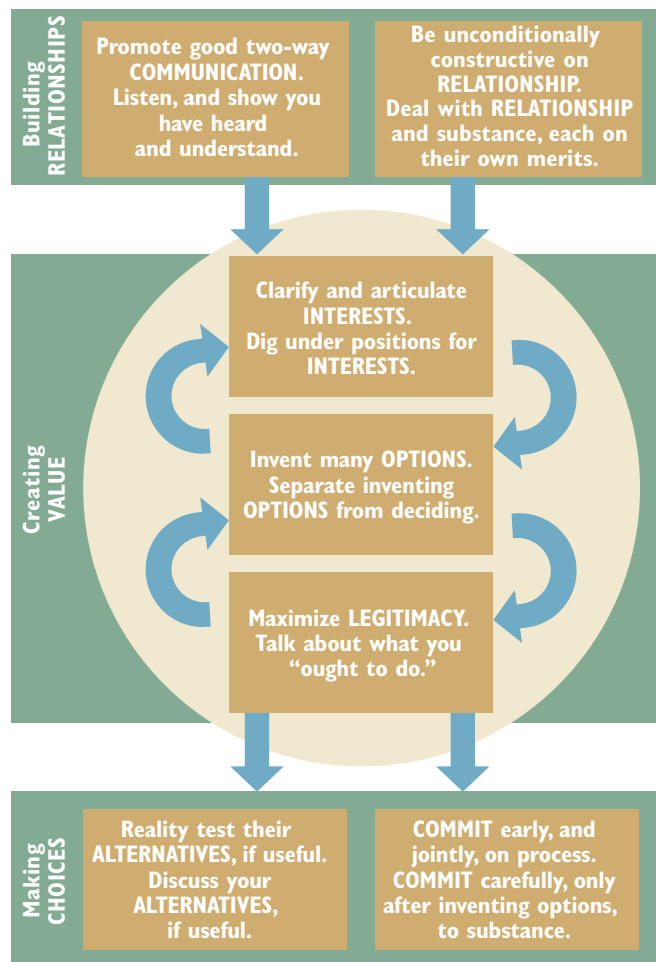 Building
RELATIONSHIPS
Promote good two-way
COMMUNICATION.
Listen, and show you
have heard
and understand.
Be unconditionally
constructive on
RELATIONSHIP.
Deal with RELATIONSHIP
and substance, each on
their own merits.
Creating
VALUE
Clarify and articulate
INTERESTS.
Dig under positions for
INTERESTS.
Invent many OPTIONS.
Separate inventing
OPTIONS from deciding.
Maximize LEGITIMACY.
Talk about what you
“ought to do.”
Making
CHOICES
Reality test their
ALTERNATIVES, if useful.
Discuss your
ALTERNATIVES,
if useful.
COMMIT early, and
jointly, on process.
COMMIT carefully, only
after inventing options,
to substance.